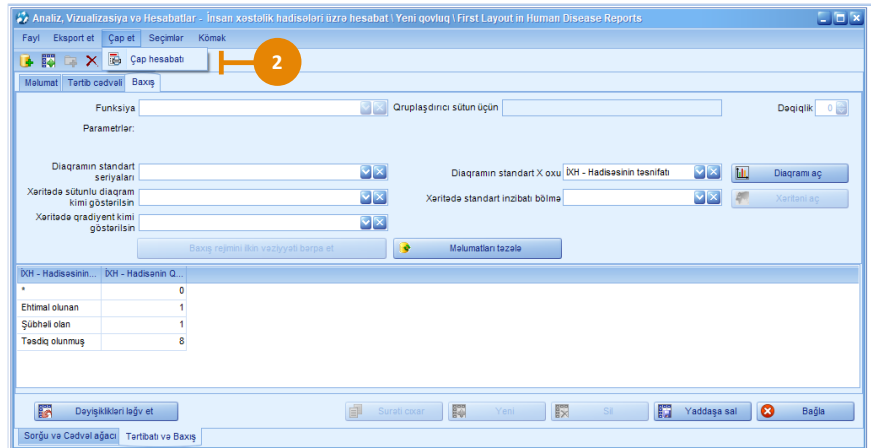 Analiz, Vizualizasiya və Hesabatlar - İnsan xəstəlik hadisələri üzrə hesabat \ Yeni qovluq \ First Layout in Human Disease Reports
Fayl Eksport et Çap et Seçimlər Kömək
Çap hesabatı
2
Məlumat Tərtib cədvəli Baxış
Funksiya Qruplaşdırıcı sütun üçün Dəqiqlik 0
Parametrlər:
Diaqramın standart seriyaları
Diaqramın standart X oxu İXH - Hadisəsinin təsnifatı Diaqramı aç
Xəritədə sütunlu diaqram kimi göstərilsin
Xəritədə standart inzibatı bölmə Xəritəni aç
Xəritədə qradiyent kimi göstərilsin
Baxış rejimini ilkin vəziyyəti bərpa et Məlumatları təzələ
İXH - Hadisəsinin... İXH - Hadisənin Q...
* 0
Ehtimal olunan 1
Şübhəli olan 1
Təsdiq olunmuş 8
Dəyişiklikləri ləğv et Surəti çıxar Yeni Sil Yaddaşa sal Bağla
Sorğu və Cədvəl ağacı Tərtibatı və Baxış